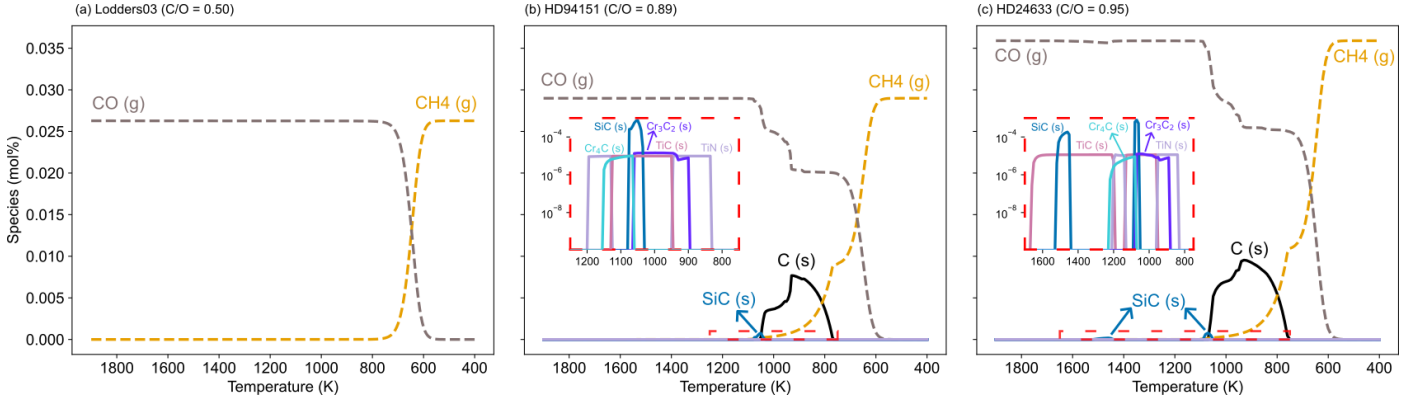 (a) Lodders03 (C/O = 0.50)
Species (mol%)
0.035
0.030
0.025
0.020
0.015
0.010
0.005
0.000
CO (g)
CH4 (g)
1800 1600 1400 1200 1000 800 600 400
Temperature (K)
(b) HD94151 (C/O = 0.89)
CO (g)
CH4 (g)
SiC (s)
Cr₃C₂ (s)
Cr₄C (s)
TiC (s)
TiN (s)
10⁻⁴
10⁻⁶
10⁻⁸
1200 1100 1000 900 800
C (s)
SiC (s)
1800 1600 1400 1200 1000 800 600 400
Temperature (K)
(c) HD24633 (C/O = 0.95)
CO (g)
CH4 (g)
SiC (s)
Cr₄C (s)
Cr₃C₂ (s)
TiC (s)
TiN (s)
10⁻⁴
10⁻⁶
10⁻⁸
1600 1400 1200 1000 800
C (s)
SiC (s)
1800 1600 1400 1200 1000 800 600 400
Temperature (K)